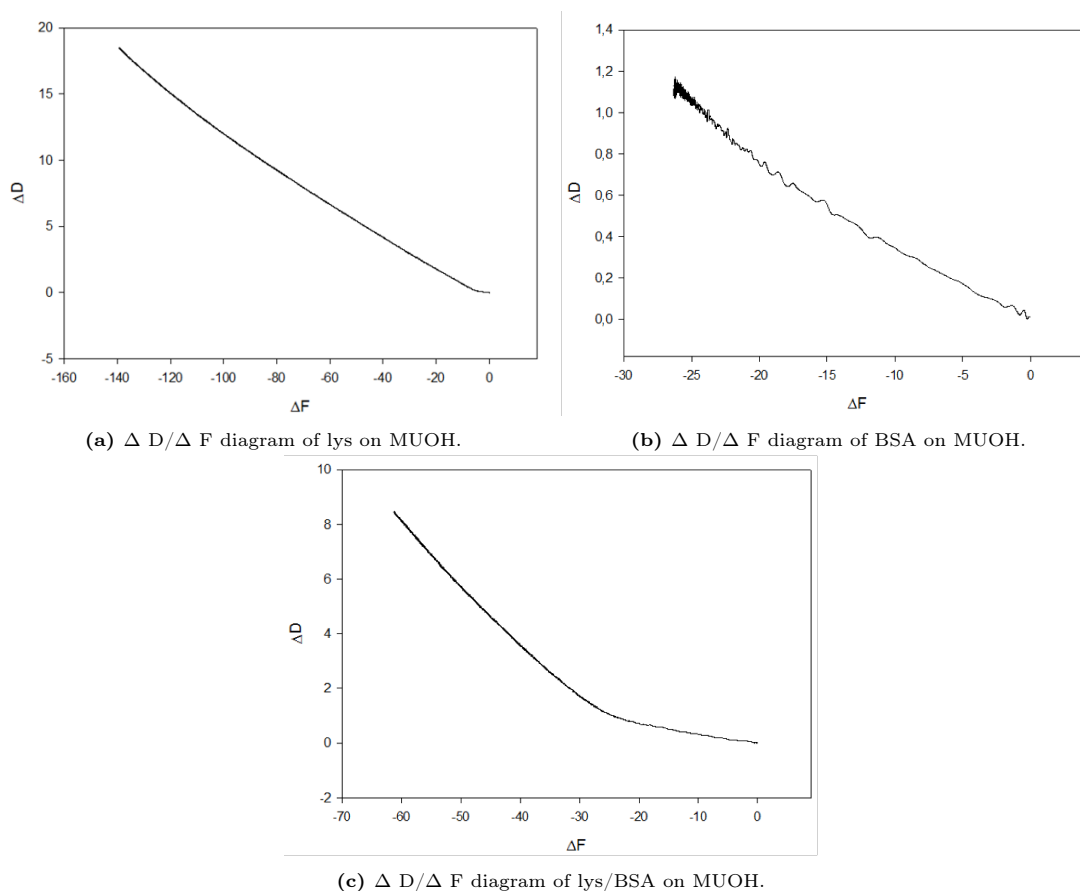 20
15
10
5
0
-5
ΔD
-160 -140 -120 -100 -80 -60 -40 -20 0
ΔF
(a) Δ D/Δ F diagram of lys on MUOH.
1,4
1,2
1,0
0,8
0,6
0,4
0,2
0,0
ΔD
-30 -25 -20 -15 -10 -5 0
ΔF
(b) Δ D/Δ F diagram of BSA on MUOH.
10
8
6
4
2
0
-2
ΔD
-70 -60 -50 -40 -30 -20 -10 0
ΔF
(c) Δ D/Δ F diagram of lys/BSA on MUOH.